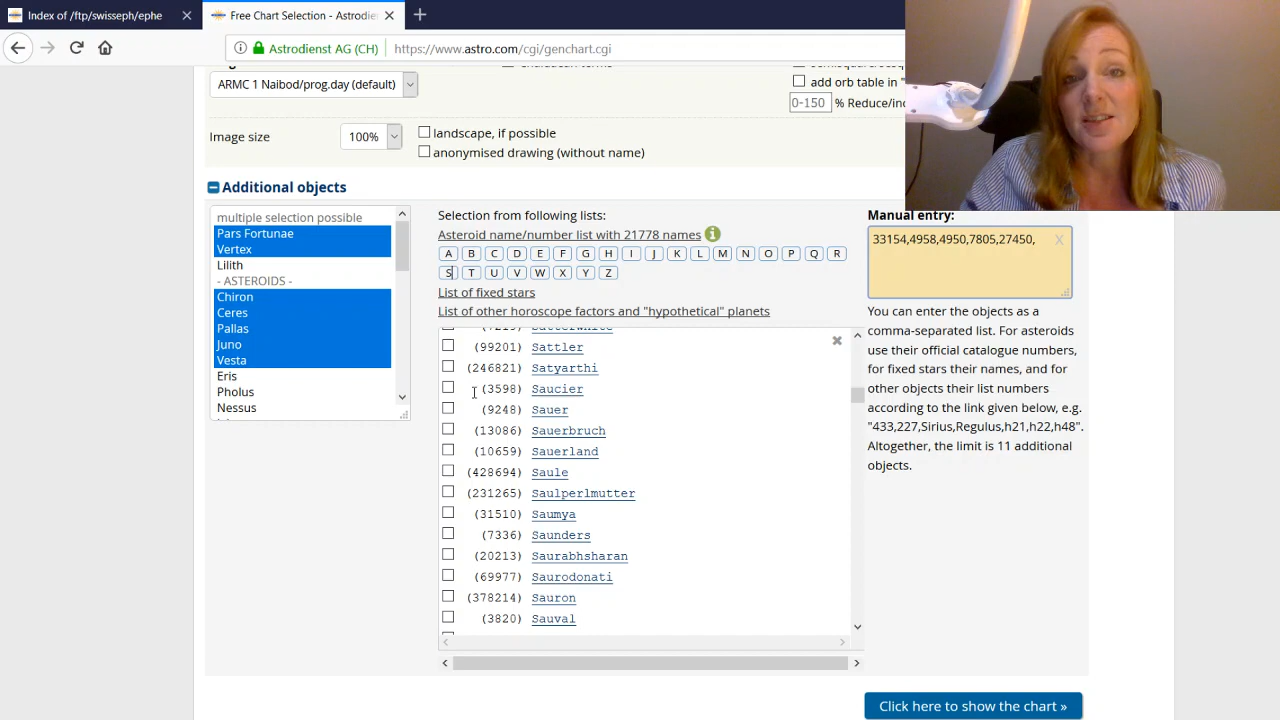 Index of /ftp/swisseph/ephe
Free Chart Selection - Astrodien
Astrodienst AG (CH)
https://www.astro.com/cgi/genchart.cgi
ARMC 1 Naibod/prog.day (default)
add orb table in "
0-150
% Reduce/inc
Image size
100%
landscape, if possible
anonymised drawing (without name)
Additional objects
multiple selection possible
Pars Fortunae
Vertex
Lilith
- ASTEROIDS -
Chiron
Ceres
Pallas
Juno
Vesta
Eris
Pholus
Nessus
Selection from following lists:
Asteroid name/number list with 21778 names
A B C D E F G H I J K L M N O P Q R
S T U V W X Y Z
List of fixed stars
List of other horoscope factors and "hypothetical" planets
(7219) Satterwhite
(99201) Sattler
(246821) Satyarthi
(3598) Saucier
(9248) Sauer
(13086) Sauerbruch
(10659) Sauerland
(428694) Saule
(231265) Saulperlmutter
(31510) Saumya
(7336) Saunders
(20213) Saurabhsharan
(69977) Saurodonati
(378214) Sauron
(3820) Sauval
Manual entry:
33154,4958,4950,7805,27450,
You can enter the objects as
a comma-separated list. For asteroids
use their official catalogue numbers,
for fixed stars their names, and for
other objects their list numbers
according to the link given below, e.g.
"433,227,Sirius,Regulus,h21,h22,h48".
Altogether, the limit is 11 additional
objects.
Click here to show the chart »